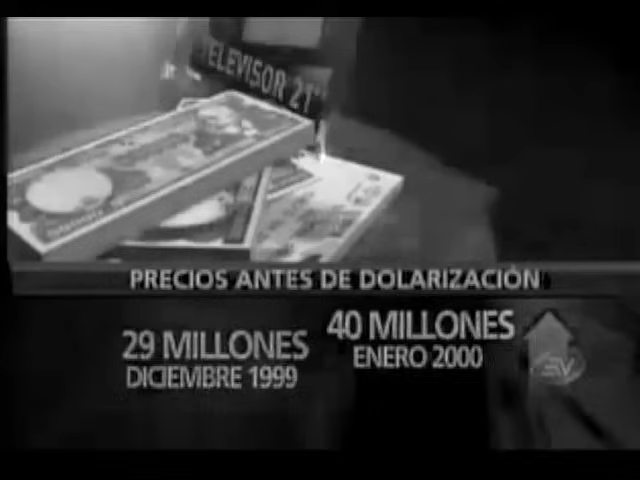 TELEVISOR 21"
PRECIOS ANTES DE DOLARIZACIÓN
29 MILLONES
DICIEMBRE 1999
40 MILLONES
ENERO 2000